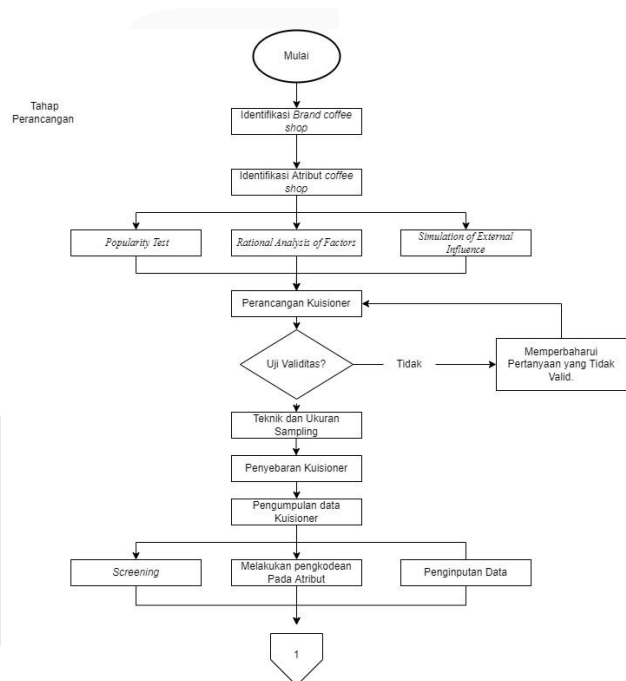 Mulai
Tahap
Perancangan
Identifikasi Brand coffee
shop
Identifikasi Atribut coffee
shop
Popularity Test
Rational Analysis of Factors
Simulation of External
Influence
Perancangan Kuisioner
Uji Validitas?
Tidak
Memperbaharui
Pertanyaan yang Tidak
Valid.
Teknik dan Ukuran
Sampling
Penyebaran Kuisioner
Pengumpulan data
Kuisioner
Screening
Melakukan pengkodean
Pada Atribut
Penginputan Data
1